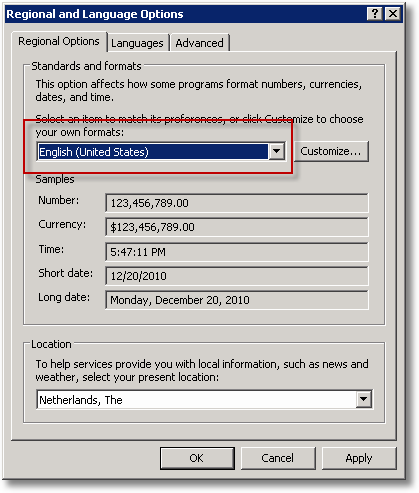 Regional and Language Options
Regional Options Languages Advanced
Standards and formats
This option affects how some programs format numbers, currencies,
dates, and time.
Select an item to match its preferences, or click Customize to choose
your own formats:
English (United States) Customize...
Samples
Number: 123,456,789.00
Currency: $123,456,789.00
Time: 5:47:11 PM
Short date: 12/20/2010
Long date: Monday, December 20, 2010
Location
To help services provide you with local information, such as news and
weather, select your present location:
Netherlands, The
OK Cancel Apply